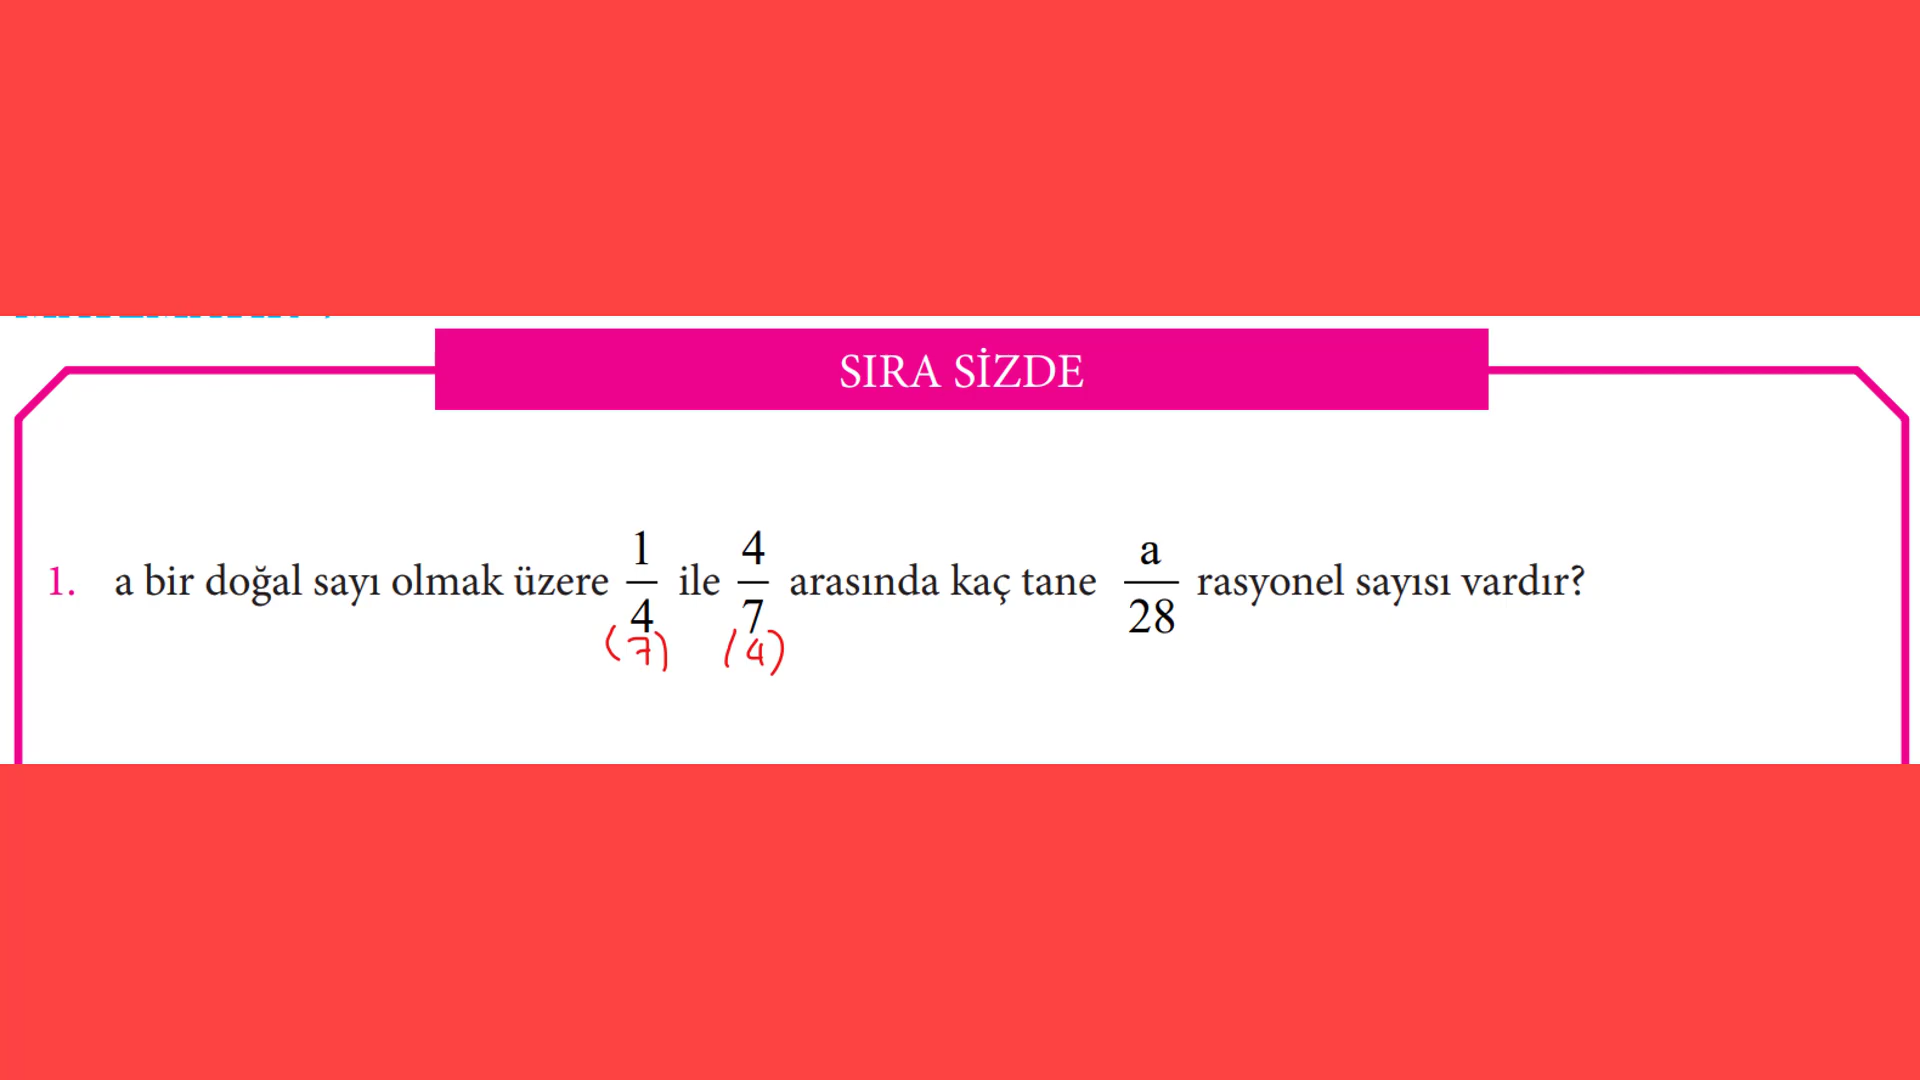 SIRA SİZDE
1. a bir doğal sayı olmak üzere 1/4 ile 4/7 arasında kaç tane a/28 rasyonel sayısı vardır?
(7) (4)